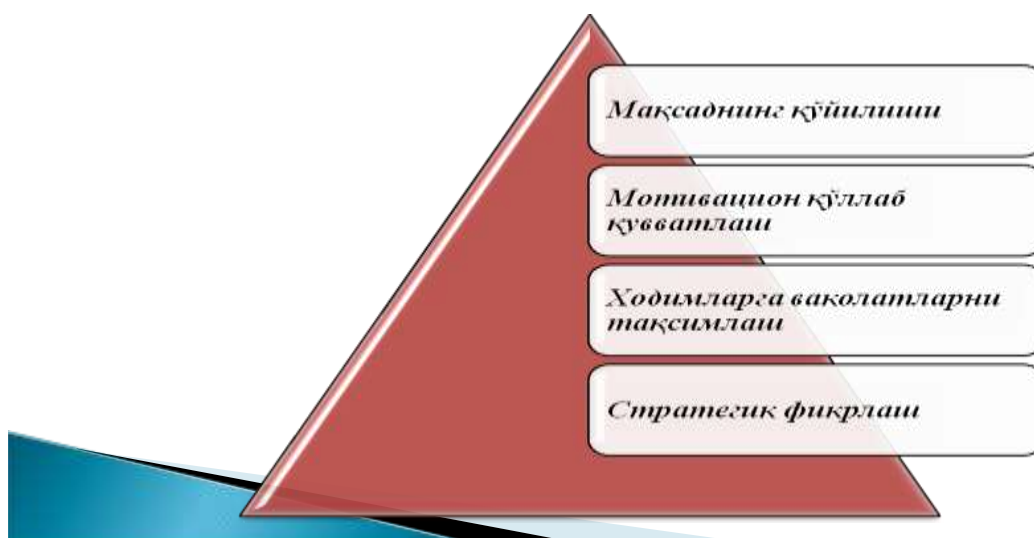 Мақсаднинг қўйилиши
Мотивацион қўллаб
қувватлаш
Ходимларга ваколатларни
тақсимлаш
Стратегик фикрлаш